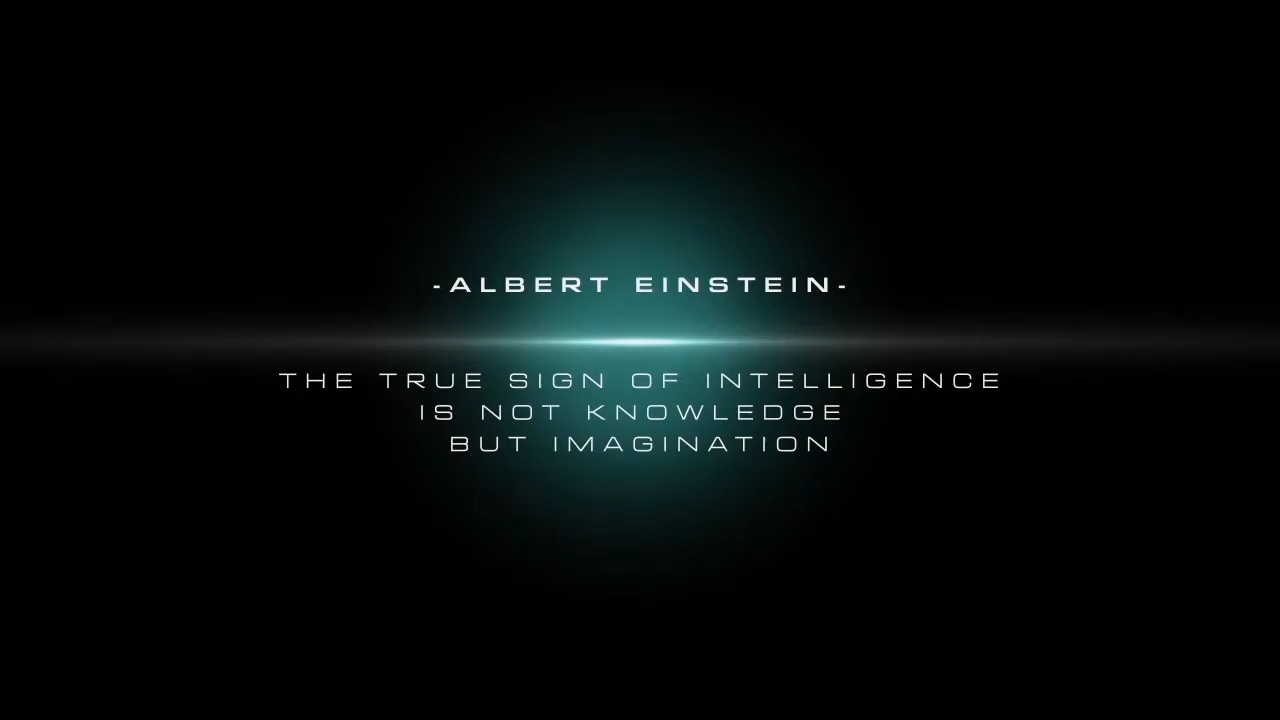 -ALBERT EINSTEIN-
THE TRUE SIGN OF INTELLIGENCE
IS NOT KNOWLEDGE
BUT IMAGINATION